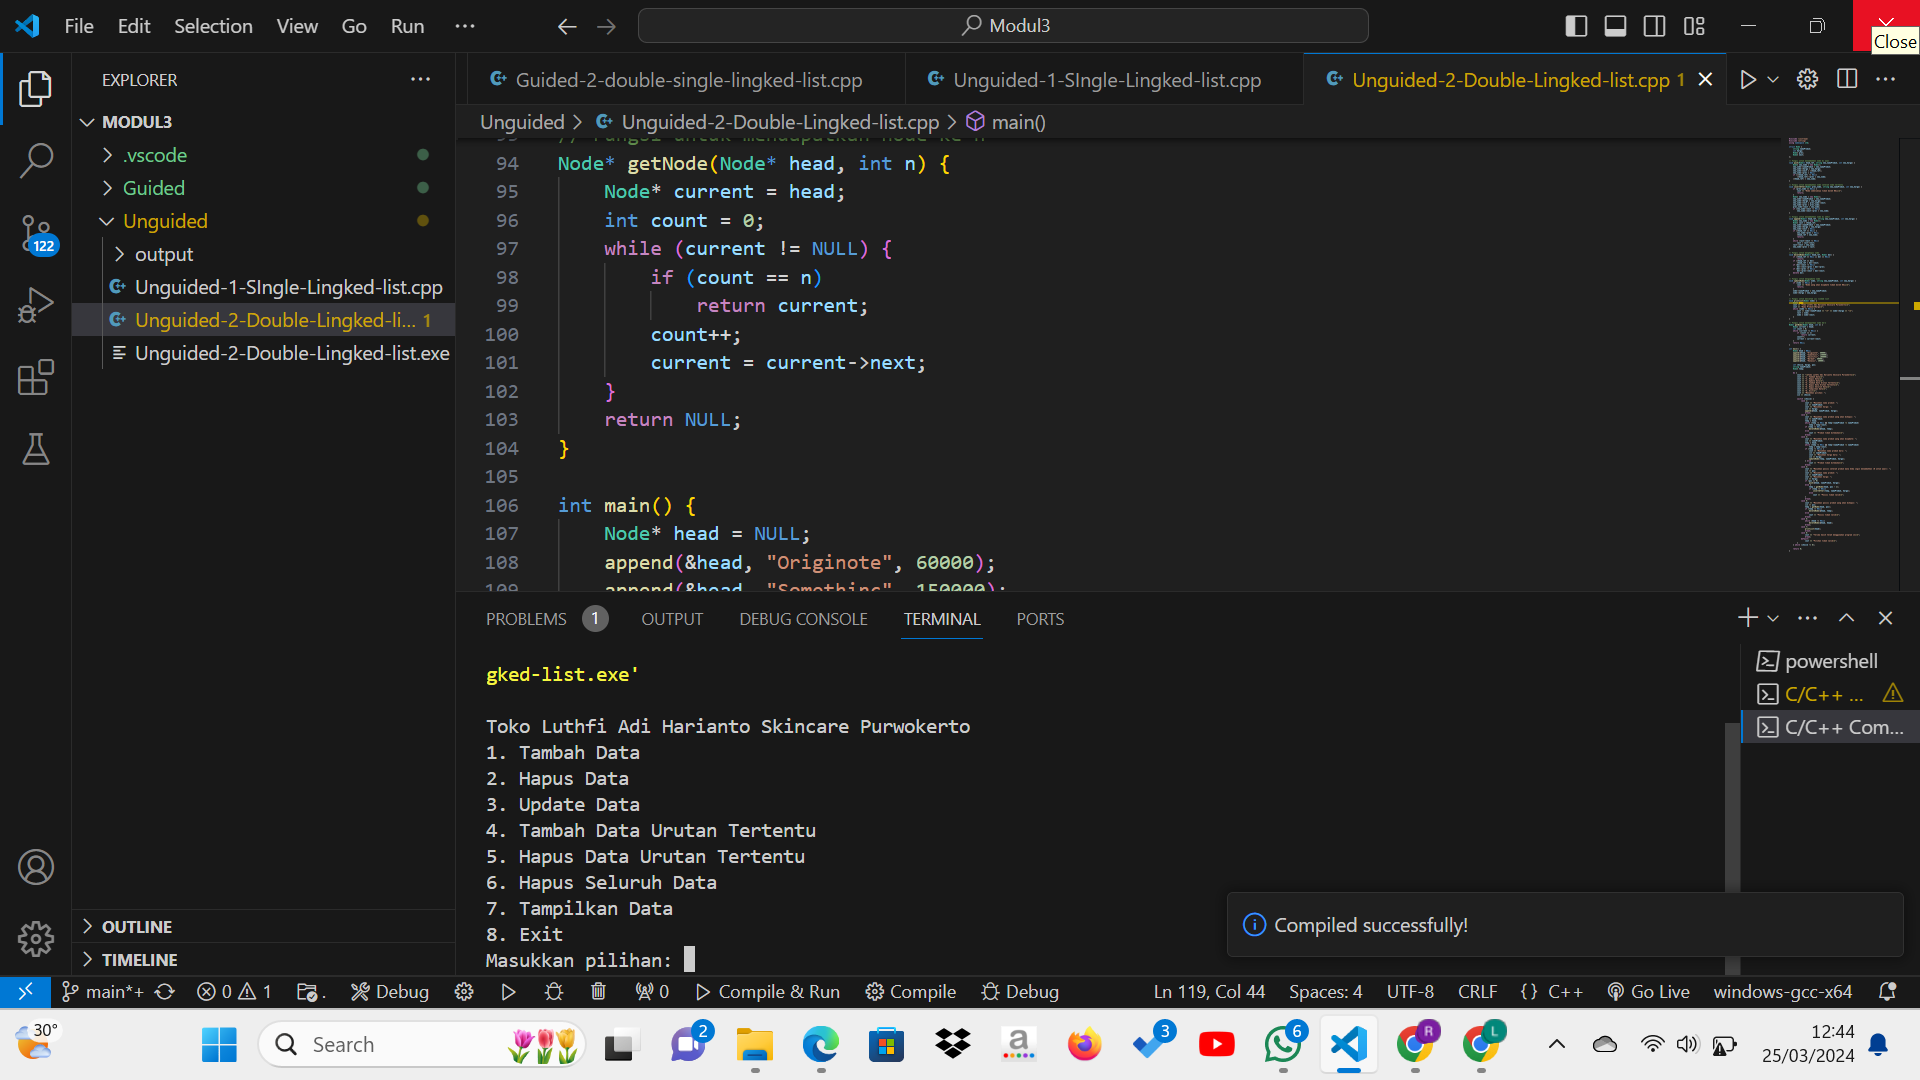 File Edit Selection View Go Run ···
Modul3
Close
EXPLORER
MODUL3
.vscode
Guided
Unguided
output
Unguided-1-SIngle-Lingked-list.cpp
Unguided-2-Double-Lingked-li... 1
Unguided-2-Double-Lingked-list.exe
OUTLINE
TIMELINE
122
Guided-2-double-single-lingked-list.cpp
Unguided-1-SIngle-Lingked-list.cpp
Unguided-2-Double-Lingked-list.cpp 1
Unguided > Unguided-2-Double-Lingked-list.cpp > main()
94 Node* getNode(Node* head, int n) {
95 Node* current = head;
96 int count = 0;
97 while (current != NULL) {
98 if (count == n)
99 return current;
100 count++;
101 current = current->next;
102 }
103 return NULL;
104 }
105
106 int main() {
107 Node* head = NULL;
108 append(&head, "Originote", 60000);
109 append(&head, "Somethinc", 150000);
PROBLEMS 1 OUTPUT DEBUG CONSOLE TERMINAL PORTS
gked-list.exe'
Toko Luthfi Adi Harianto Skincare Purwokerto
1. Tambah Data
2. Hapus Data
3. Update Data
4. Tambah Data Urutan Tertentu
5. Hapus Data Urutan Tertentu
6. Hapus Seluruh Data
7. Tampilkan Data
8. Exit
Masukkan pilihan:
powershell
C/C++ ...
C/C++ Com...
Compiled successfully!
main*+ 0 1 Debug 0 Compile & Run Compile Debug Ln 119, Col 44 Spaces: 4 UTF-8 CRLF {} C++ Go Live windows-gcc-x64
30° Search 2 a 3 6 R L 12:44
25/03/2024